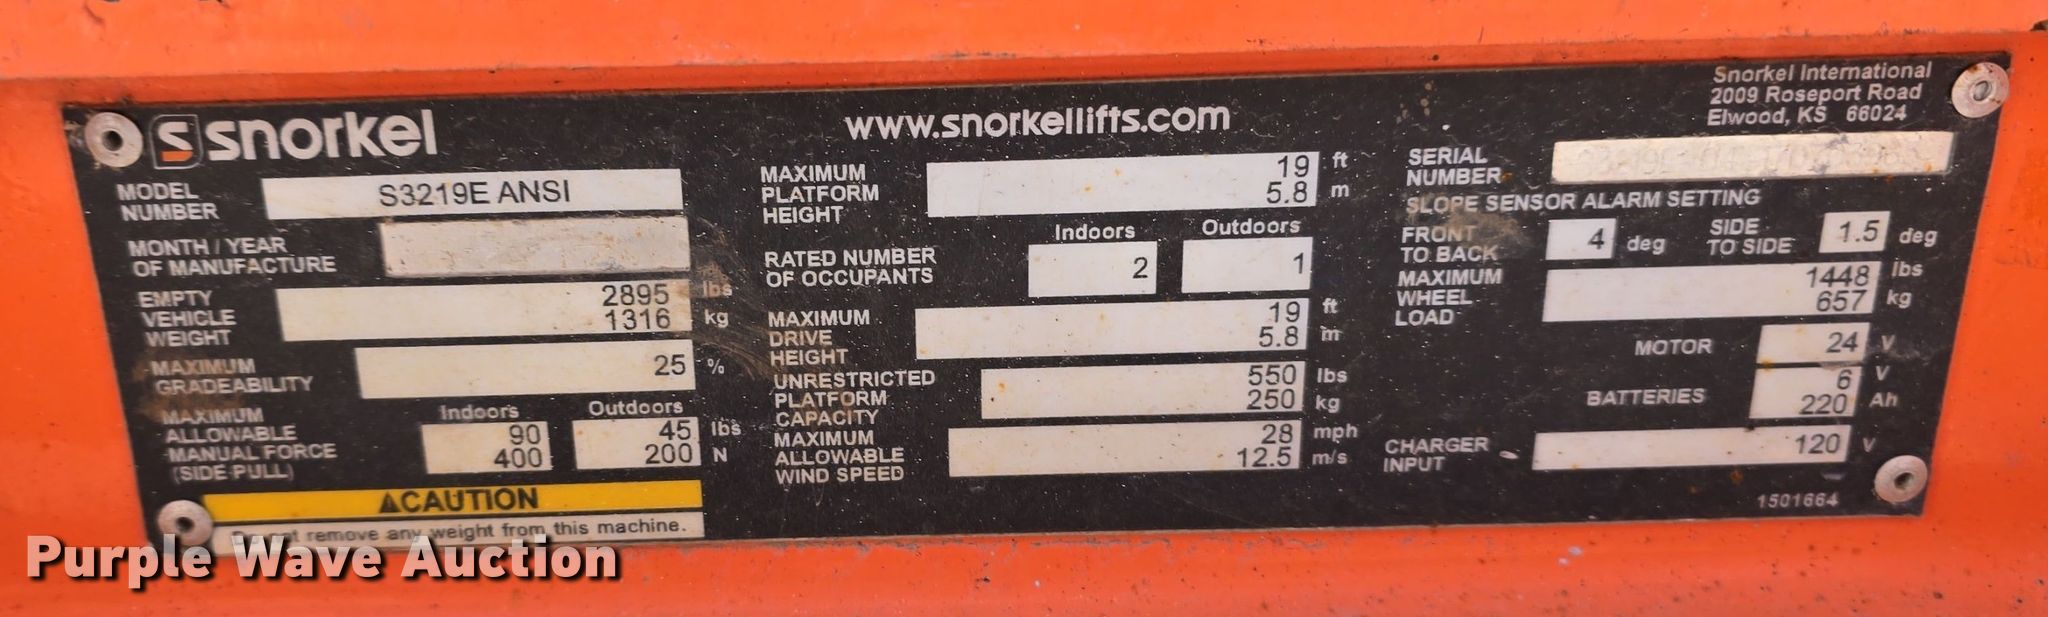 snorkel
MODEL NUMBER S3219E ANSI
MONTH / YEAR OF MANUFACTURE
EMPTY VEHICLE WEIGHT 2895 lbs 1316 kg
MAXIMUM GRADEABILITY 25 %
MAXIMUM ALLOWABLE MANUAL FORCE (SIDE PULL)
Indoors 90 400
Outdoors 45 200 lbs N
CAUTION
not remove any weight from this machine.
www.snorkellifts.com
MAXIMUM PLATFORM HEIGHT 19 ft 5.8 m
RATED NUMBER OF OCCUPANTS Indoors 2 Outdoors 1
MAXIMUM DRIVE HEIGHT 19 ft 5.8 m
UNRESTRICTED PLATFORM CAPACITY 550 lbs 250 kg
MAXIMUM ALLOWABLE WIND SPEED 28 mph 12.5 m/s
Snorkel International
2009 Roseport Road
Elwood, KS 66024
SERIAL NUMBER
SLOPE SENSOR ALARM SETTING
FRONT TO BACK 4 deg SIDE TO SIDE 1.5 deg
MAXIMUM WHEEL LOAD 1448 lbs 657 kg
MOTOR 24 V
BATTERIES 6 V 220 Ah
CHARGER INPUT 120 V
1501664
Purple Wave Auction